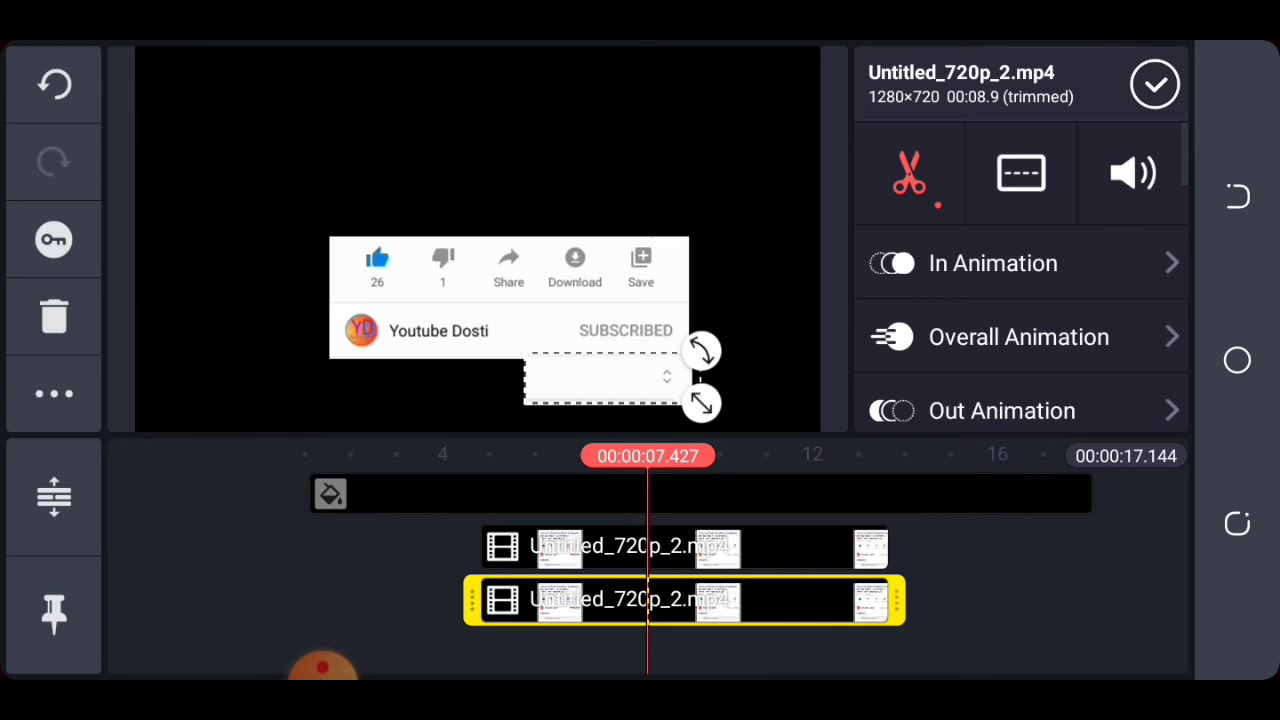 Untitled_720p_2.mp4
1280×720 00:08.9 (trimmed)
26
1
Share
Download
Save
YD
Youtube Dosti
SUBSCRIBED
In Animation
Overall Animation
Out Animation
4
00:00:07.427
12
16
00:00:17.144
Untitled_720p_2.mp4
Untitled_720p_2.mp4